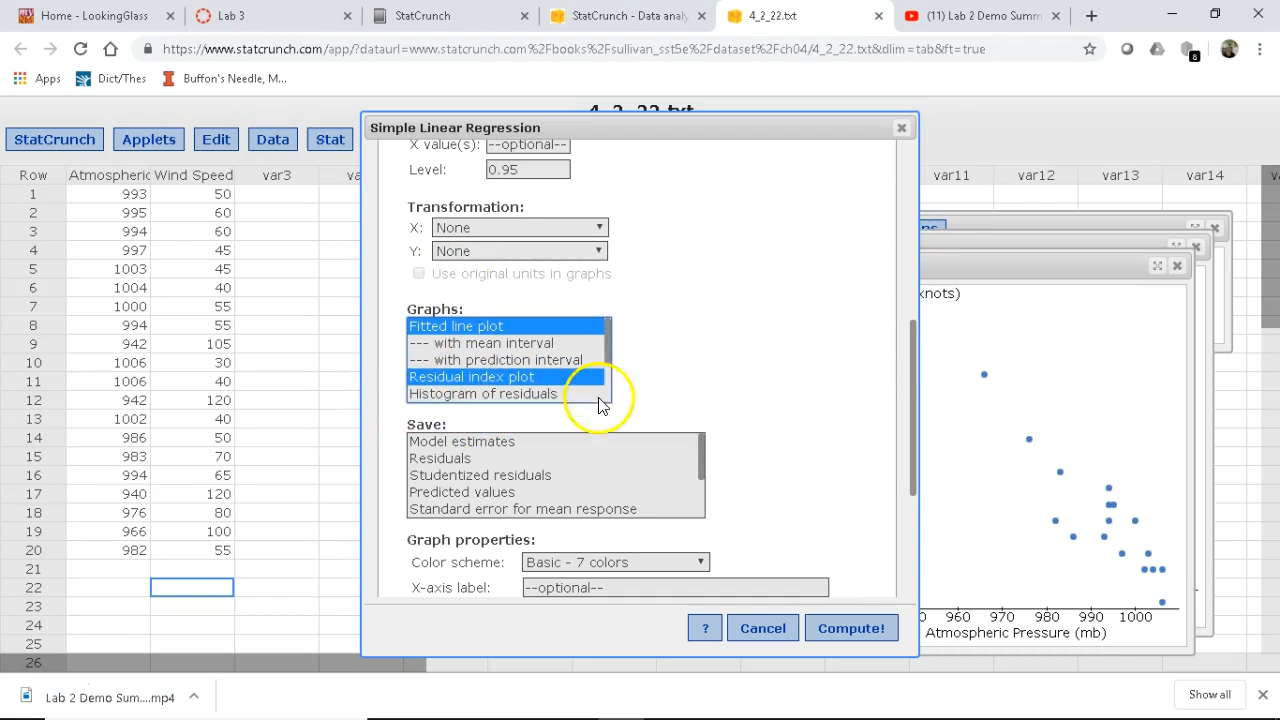 Home - LookingGlass
Lab 3
StatCrunch
StatCrunch - Data analy
4_2_22.txt
(11) Lab 2 Demo Summ
https://www.statcrunch.com/app/?dataurl=www.statcrunch.com%2Fbooks%2Fsullivan_sst5e%2Fdataset%2Fch04/4_2_22.txt&dlim=tab&ft=true
8
Apps
Dict/Thes
Buffon's Needle, M...
4_2_22.txt
StatCrunch
Applets
Edit
Data
Stat
Simple Linear Regression
X value(s): --optional--
Level: 0.95
Transformation:
X: None
Y: None
Use original units in graphs
Graphs:
Fitted line plot
--- with mean interval
--- with prediction interval
Residual index plot
Histogram of residuals
Save:
Model estimates
Residuals
Studentized residuals
Predicted values
Standard error for mean response
Graph properties:
Color scheme: Basic - 7 colors
X-axis label: --optional--
? Cancel Compute!
Row Atmospheric Wind Speed var3 va var11 var12 var13 var14 va
1 993 50
2 995 60
3 994 60
4 997 45
5 1003 45
6 1004 40
7 1000 55
8 994 55
9 942 105
10 1006 30
11 1006 40
12 942 120
13 1002 40
14 986 50
15 983 70
16 994 65
17 940 120
18 976 80
19 966 100
20 982 55
21
22
23
24
25
26
ns
knots)
960 970 980 990 1000
Atmospheric Pressure (mb)
Lab 2 Demo Sum....mp4
Show all